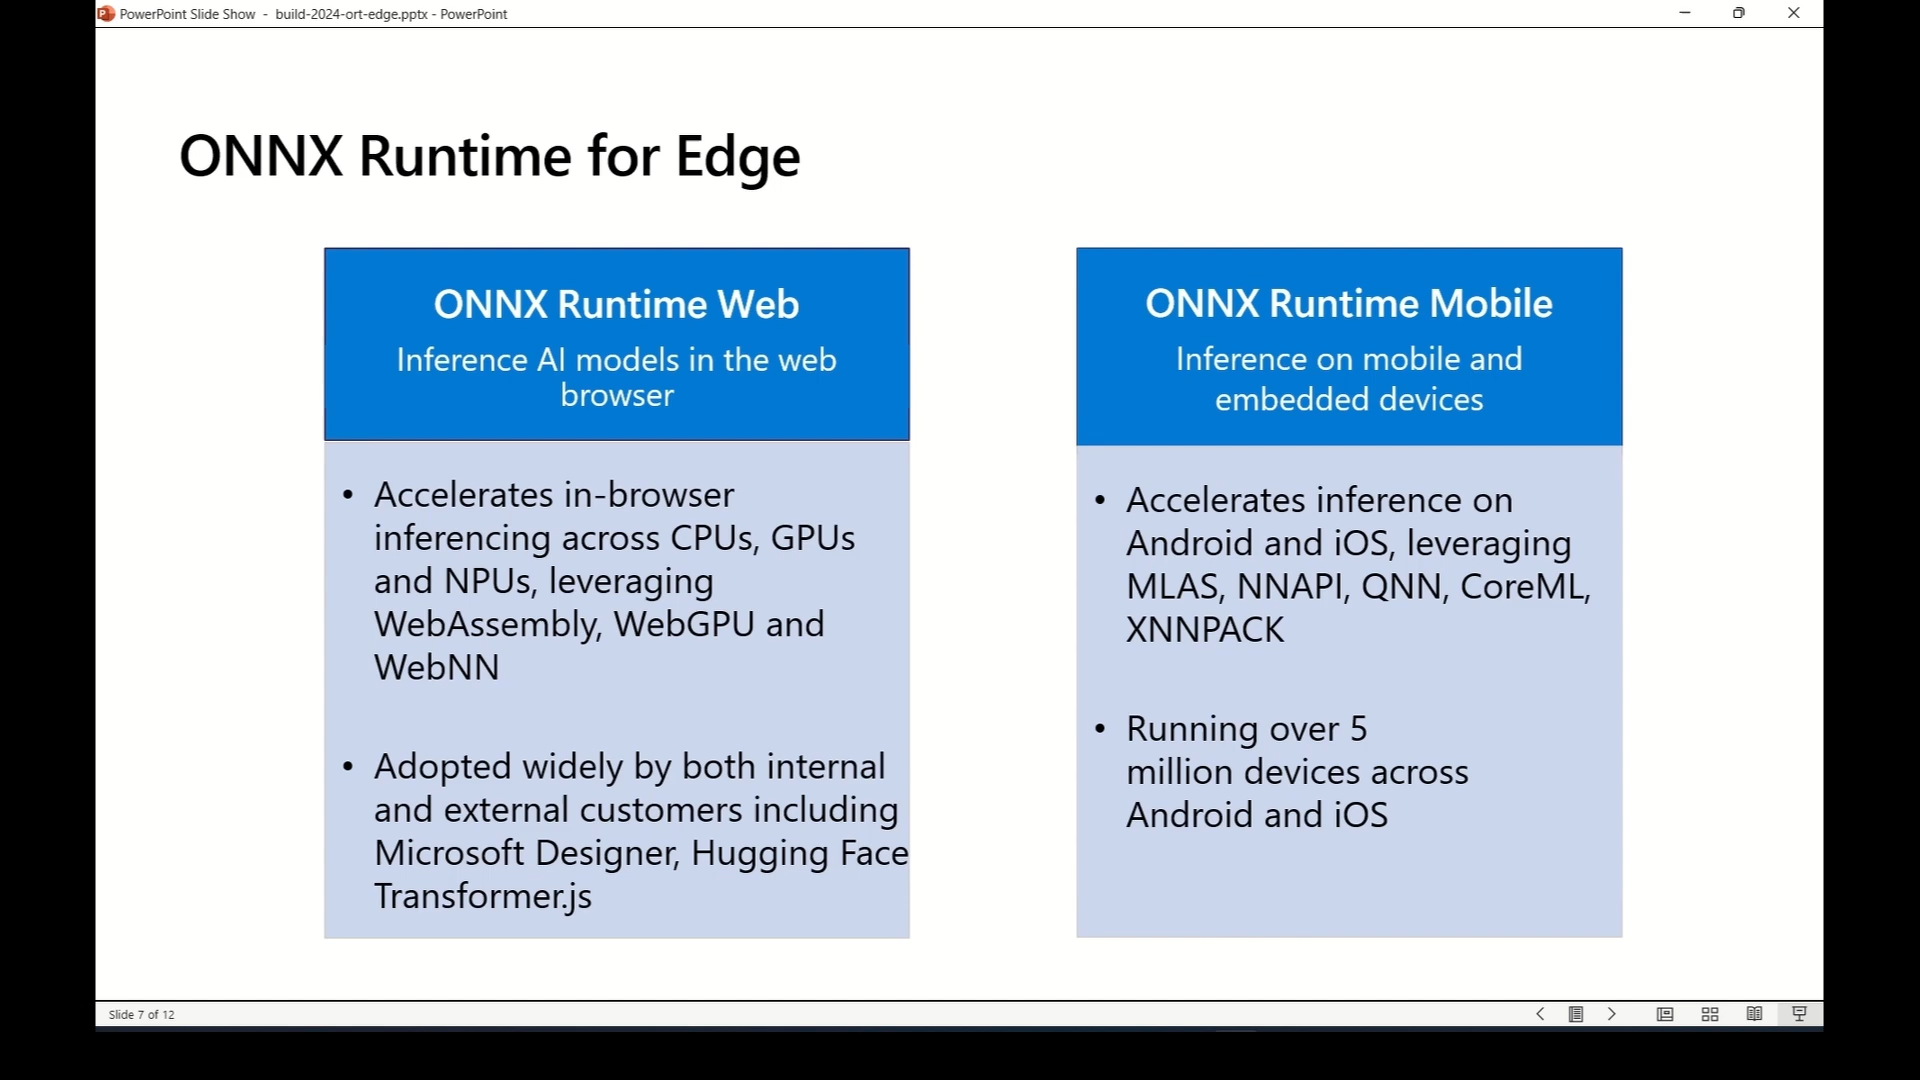 PowerPoint Slide Show - build-2024-ort-edge.pptx - PowerPoint
ONNX Runtime for Edge
ONNX Runtime Web
Inference AI models in the web
browser
• Accelerates in-browser
inferencing across CPUs, GPUs
and NPUs, leveraging
WebAssembly, WebGPU and
WebNN
• Adopted widely by both internal
and external customers including
Microsoft Designer, Hugging Face
Transformer.js
ONNX Runtime Mobile
Inference on mobile and
embedded devices
• Accelerates inference on
Android and iOS, leveraging
MLAS, NNAPI, QNN, CoreML,
XNNPACK
• Running over 5
million devices across
Android and iOS
Slide 7 of 12